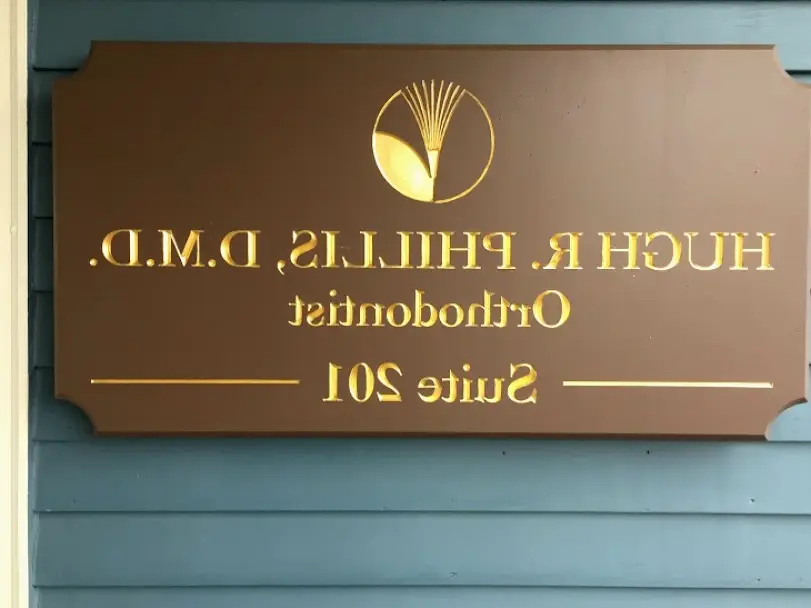 HUGH R. PHILLIS, D.M.D.
Orthodontist
Suite 201